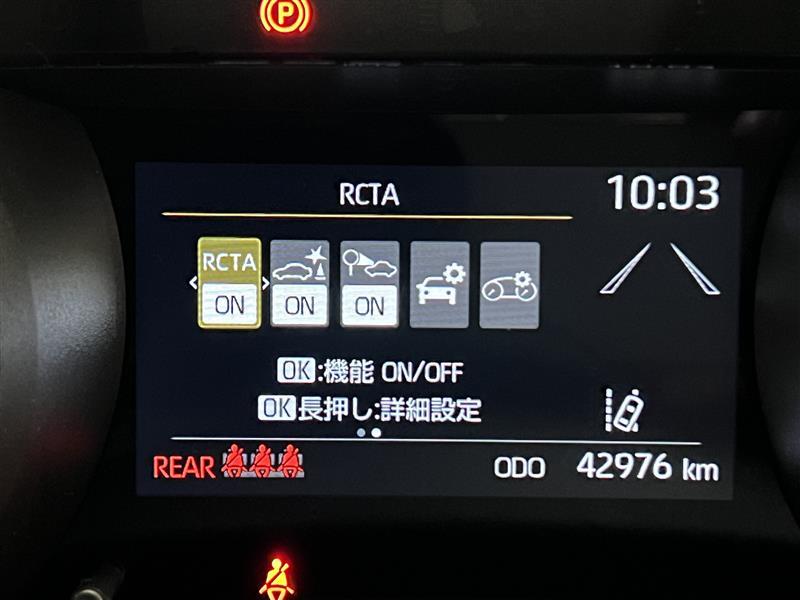 P
RCTA 10:03
RCTA
ON ON ON
OK:機能 ON/OFF
OK長押し:詳細設定
REAR ODO 42976 km